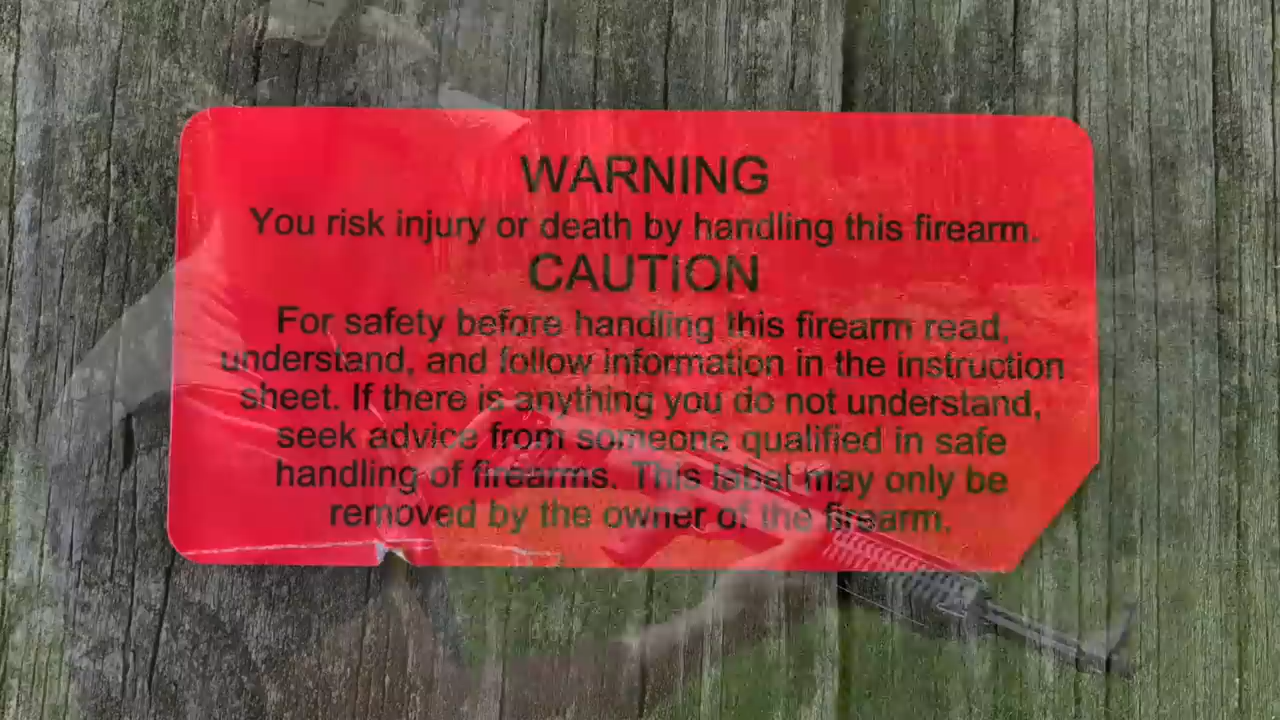 WARNING
You risk injury or death by handling this firearm.
CAUTION
For safety before handling this firearm read,
understand, and follow information in the instruction
sheet. If there is anything you do not understand,
seek advice from someone qualified in safe
handling of firearms. This label may only be
removed by the owner of the firearm.